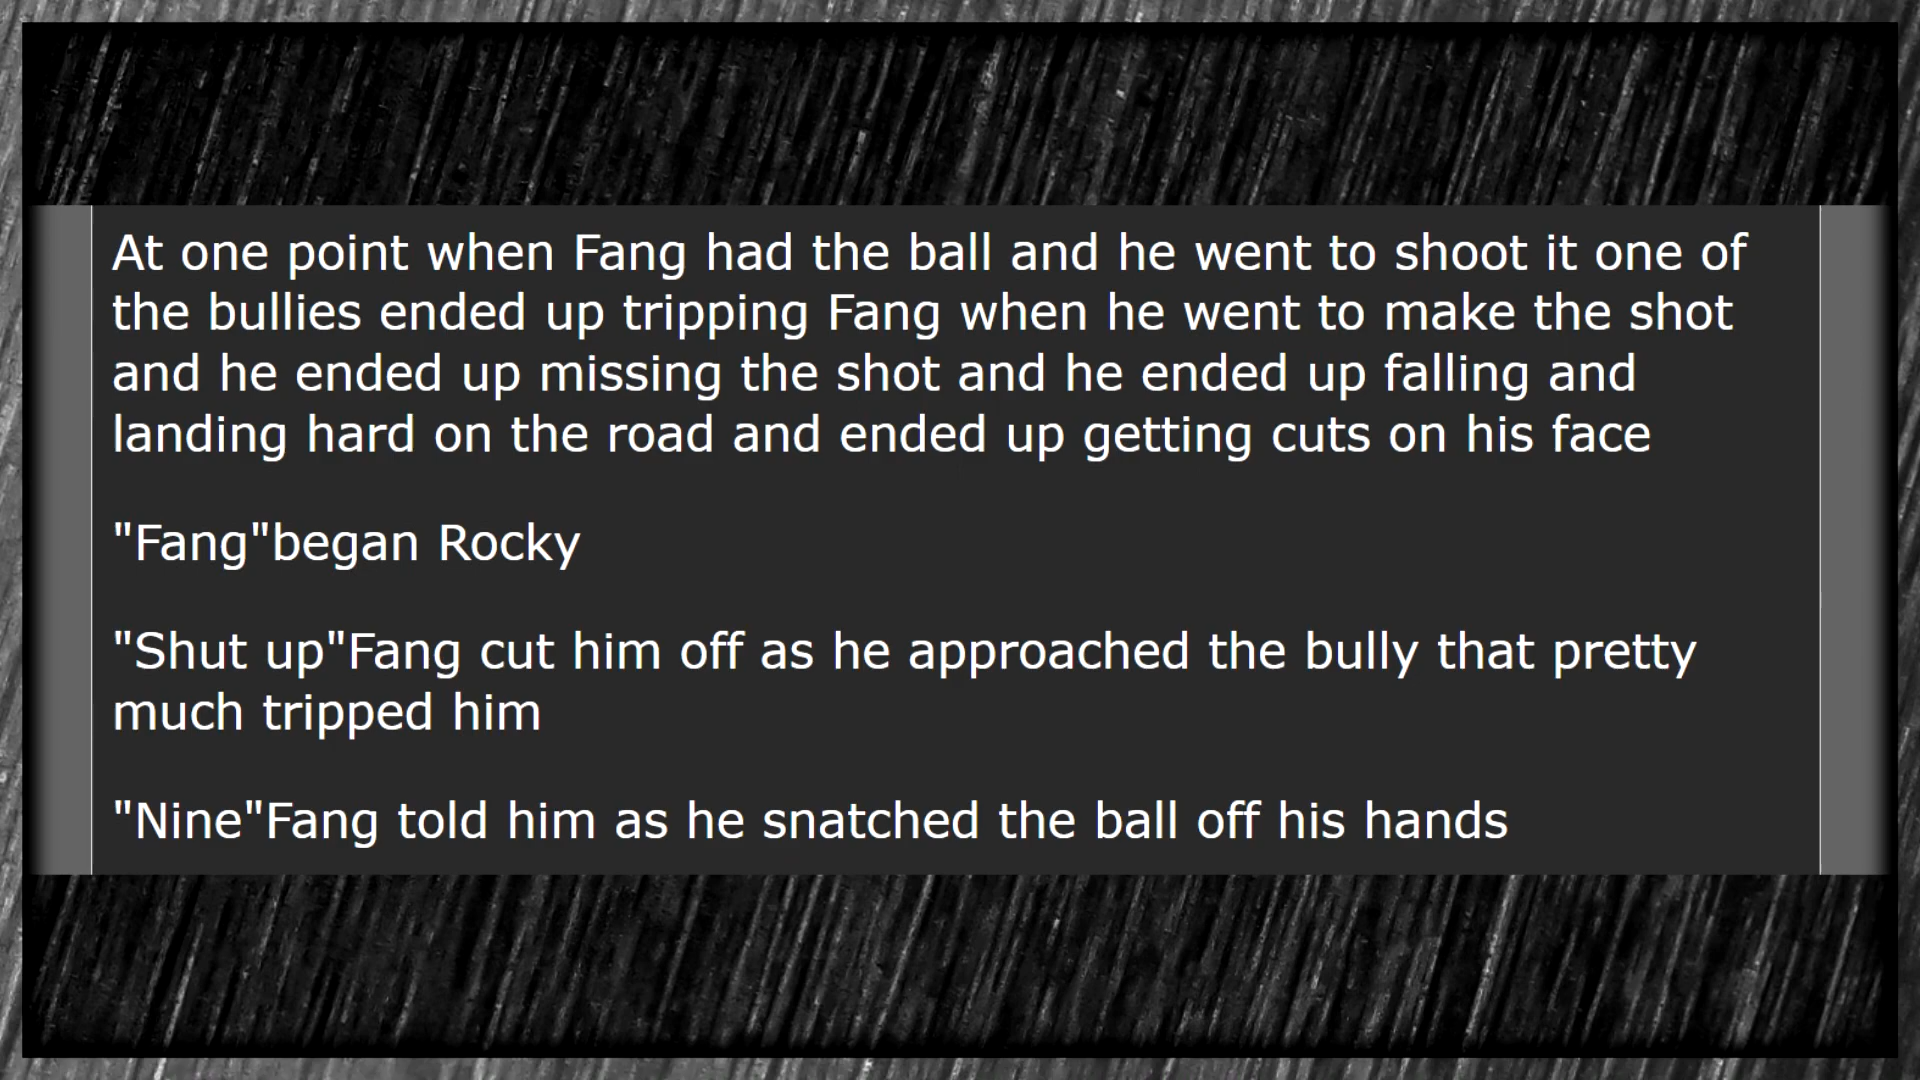 At one point when Fang had the ball and he went to shoot it one of
the bullies ended up tripping Fang when he went to make the shot
and he ended up missing the shot and he ended up falling and
landing hard on the road and ended up getting cuts on his face
"Fang"began Rocky
"Shut up"Fang cut him off as he approached the bully that pretty
much tripped him
"Nine"Fang told him as he snatched the ball off his hands